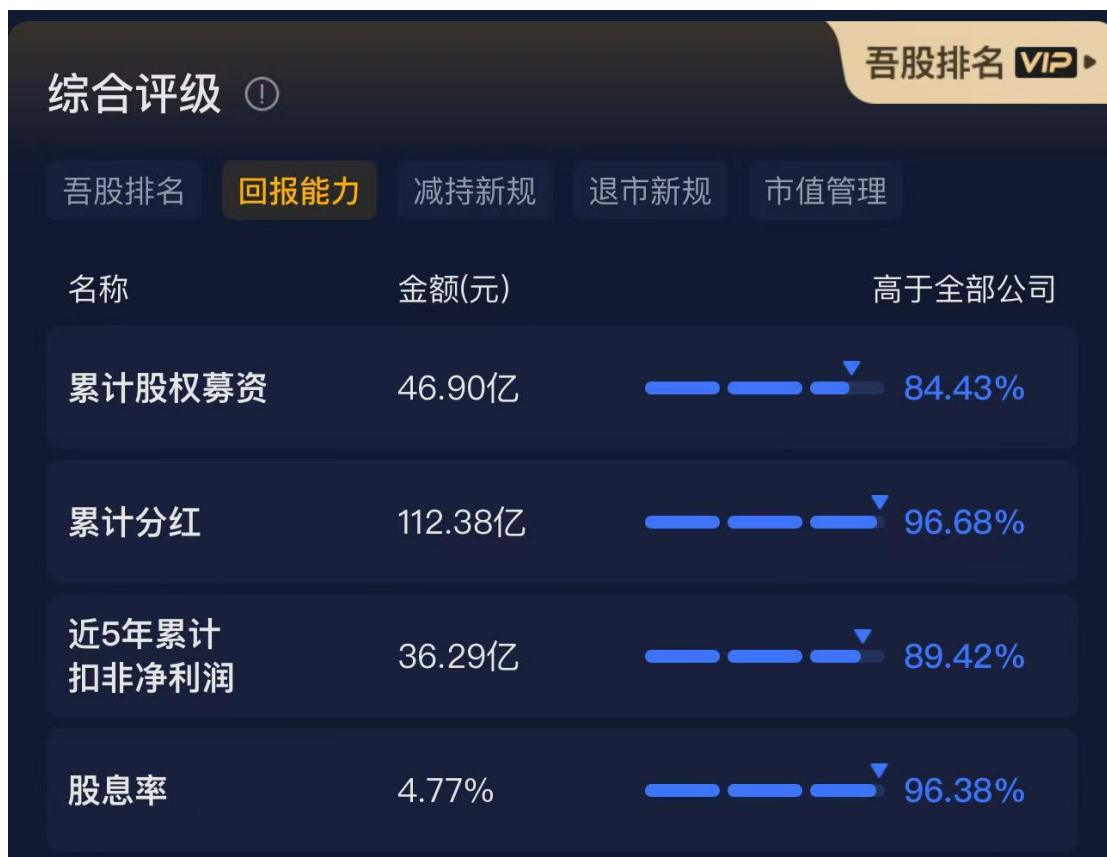 吾股排名 VIP
综合评级
吾股排名 回报能力 减持新规 退市新规 市值管理
名称 金额(元) 高于全部公司
累计股权募资 46.90亿 84.43%
累计分红 112.38亿 96.68%
近5年累计
扣非净利润 36.29亿 89.42%
股息率 4.77% 96.38%